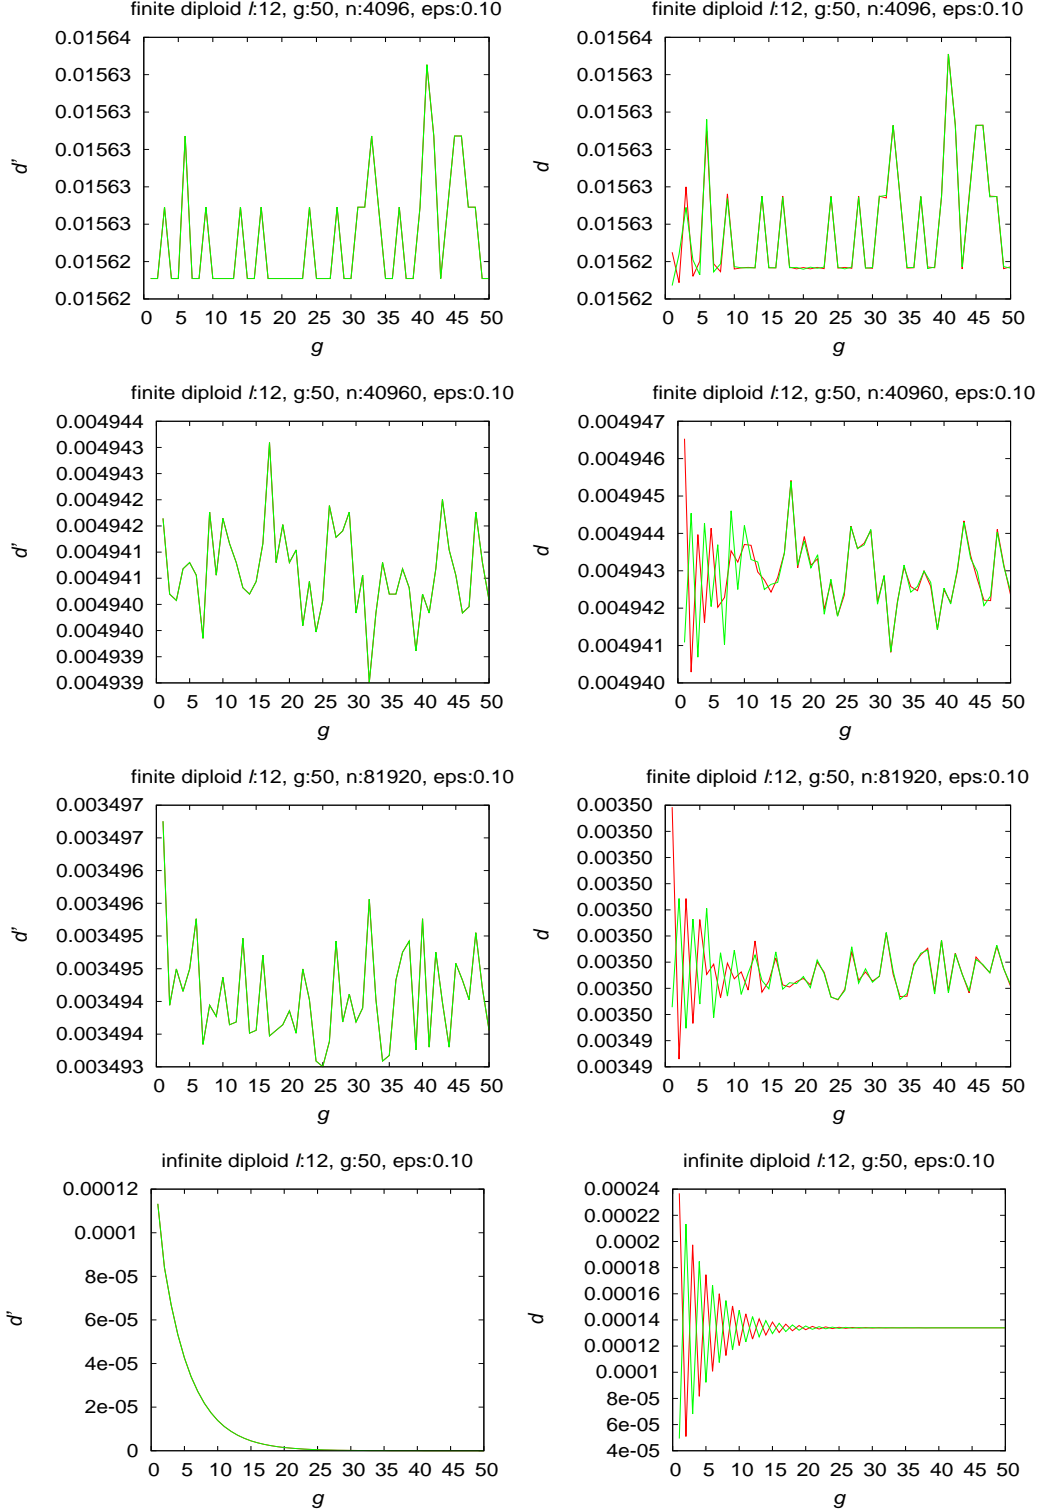 finite diploid l:12, g:50, n:4096, eps:0.10
0.01564
0.01563
0.01563
0.01563
0.01563
0.01563
0.01562
0.01562
d'
0 5 10 15 20 25 30 35 40 45 50
g
finite diploid l:12, g:50, n:4096, eps:0.10
0.01564
0.01563
0.01563
0.01563
0.01563
0.01563
0.01562
0.01562
d
0 5 10 15 20 25 30 35 40 45 50
g
finite diploid l:12, g:50, n:40960, eps:0.10
0.004944
0.004943
0.004943
0.004942
0.004942
0.004941
0.004941
0.004940
0.004940
0.004939
0.004939
d'
0 5 10 15 20 25 30 35 40 45 50
g
finite diploid l:12, g:50, n:40960, eps:0.10
0.004947
0.004946
0.004945
0.004944
0.004943
0.004942
0.004941
0.004940
d
0 5 10 15 20 25 30 35 40 45 50
g
finite diploid l:12, g:50, n:81920, eps:0.10
0.003497
0.003497
0.003496
0.003496
0.003495
0.003495
0.003494
0.003494
0.003493
d'
0 5 10 15 20 25 30 35 40 45 50
g
finite diploid l:12, g:50, n:81920, eps:0.10
0.00350
0.00350
0.00350
0.00350
0.00350
0.00350
0.00350
0.00350
0.00350
0.00349
0.00349
d
0 5 10 15 20 25 30 35 40 45 50
g
infinite diploid l:12, g:50, eps:0.10
0.00012
0.0001
8e-05
6e-05
4e-05
2e-05
0
d'
0 5 10 15 20 25 30 35 40 45 50
g
infinite diploid l:12, g:50, eps:0.10
0.00024
0.00022
0.0002
0.00018
0.00016
0.00014
0.00012
0.0001
8e-05
6e-05
4e-05
d
0 5 10 15 20 25 30 35 40 45 50
g